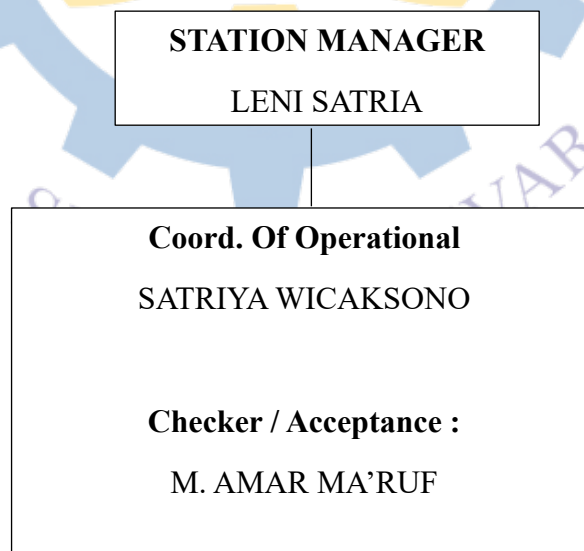 STATION MANAGER
LENI SATRIA
Coord. Of Operational
SATRIYA WICAKSONO
Checker / Acceptance :
M. AMAR MA’RUF